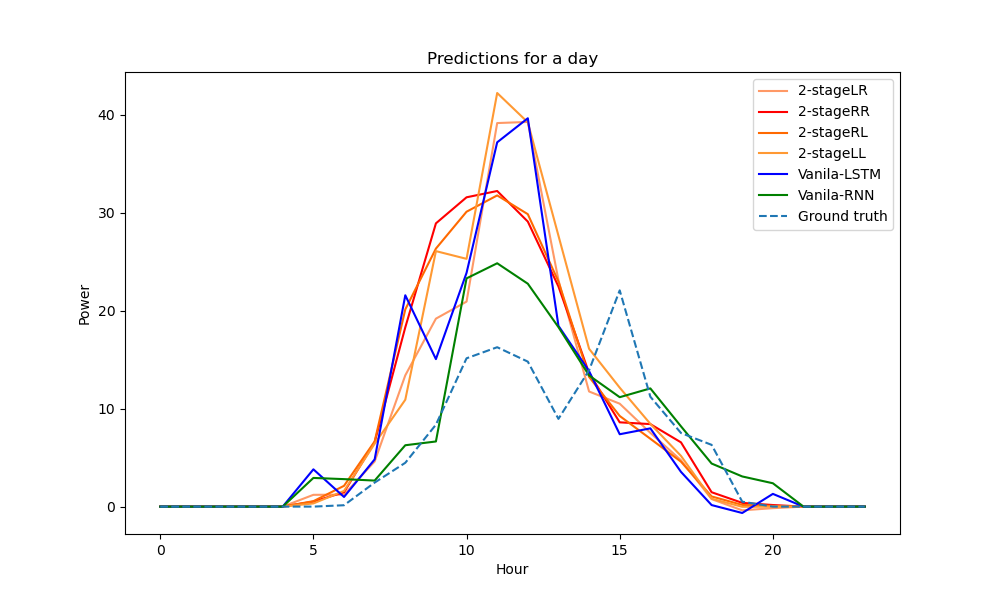 Predictions for a day
2-stageLR
2-stageRR
2-stageRL
2-stageLL
Vanila-LSTM
Vanila-RNN
Ground truth
Power
40
30
20
10
0
0 5 10 15 20
Hour